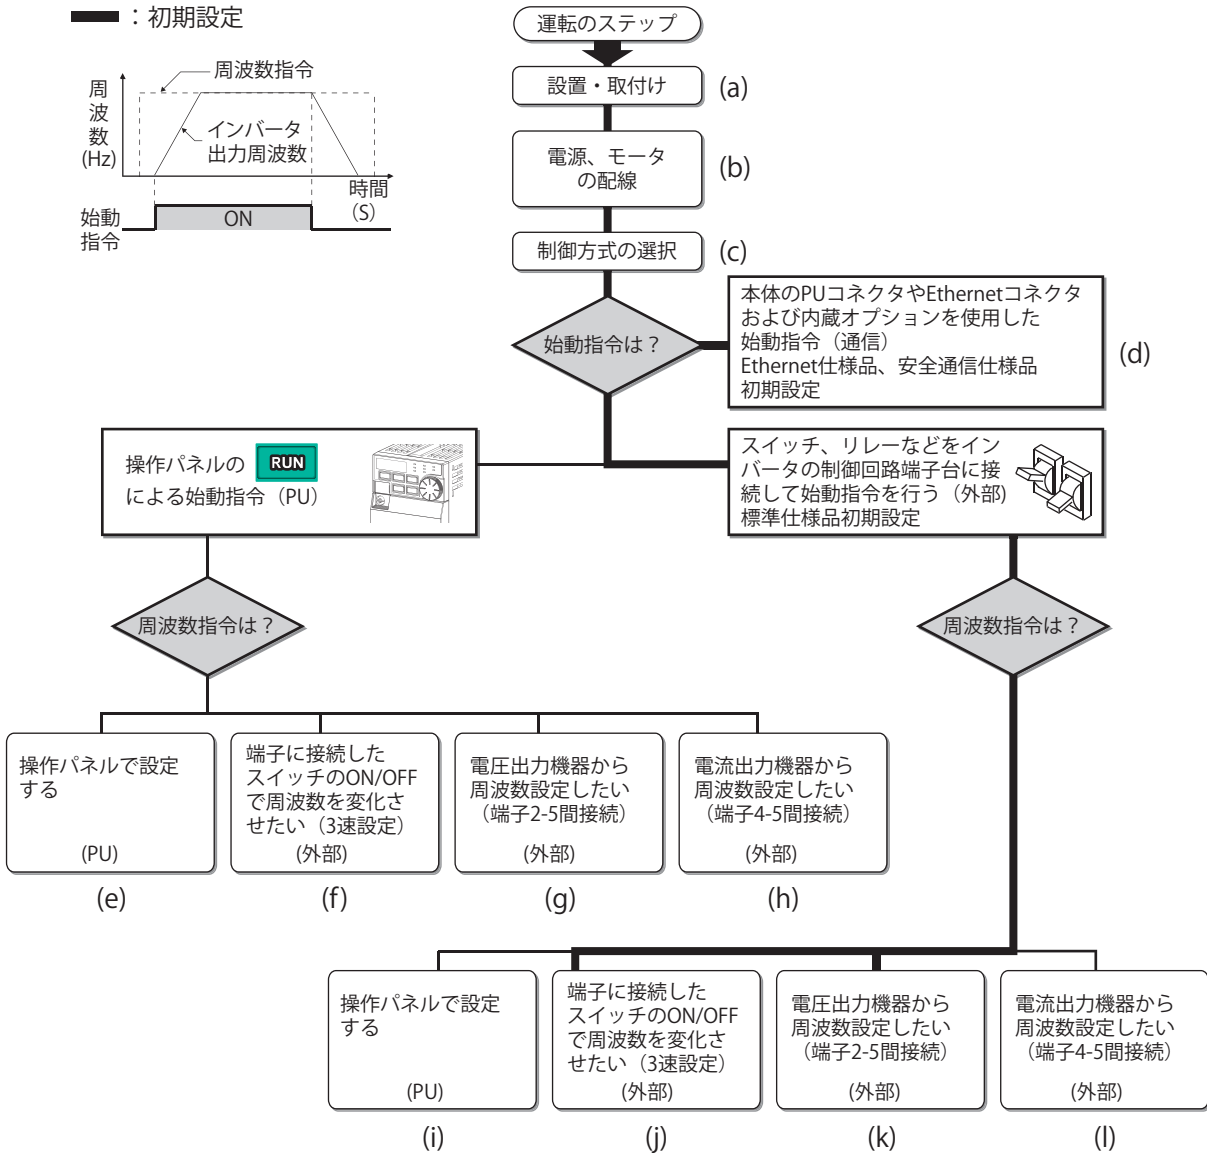 ：初期設定
周波数指令
周
波
数
(Hz)
インバータ
出力周波数
時間
（S）
始動
指令
ON
運転のステップ
設置・取付け
(a)
電源、モータ
の配線
(b)
制御方式の選択
(c)
始動指令は？
本体のPUコネクタやEthernetコネクタ
および内蔵オプションを使用した
始動指令（通信）
Ethernet仕様品、安全通信仕様品
初期設定
(d)
操作パネルの RUN
による始動指令（PU）
スイッチ、リレーなどをイン
バータの制御回路端子台に接
続して始動指令を行う（外部)
標準仕様品初期設定
周波数指令は？
周波数指令は？
操作パネルで設定
する
(PU)
(e)
端子に接続した
スイッチのON/OFF
で周波数を変化さ
せたい（3速設定）
(外部)
(f)
電圧出力機器から
周波数設定したい
（端子2-5間接続）
(外部)
(g)
電流出力機器から
周波数設定したい
（端子4-5間接続）
(外部)
(h)
操作パネルで設定
する
(PU)
(i)
端子に接続した
スイッチのON/OFF
で周波数を変化さ
せたい（3速設定）
(外部)
(j)
電圧出力機器から
周波数設定したい
（端子2-5間接続）
(外部)
(k)
電流出力機器から
周波数設定したい
（端子4-5間接続）
(外部)
(l)